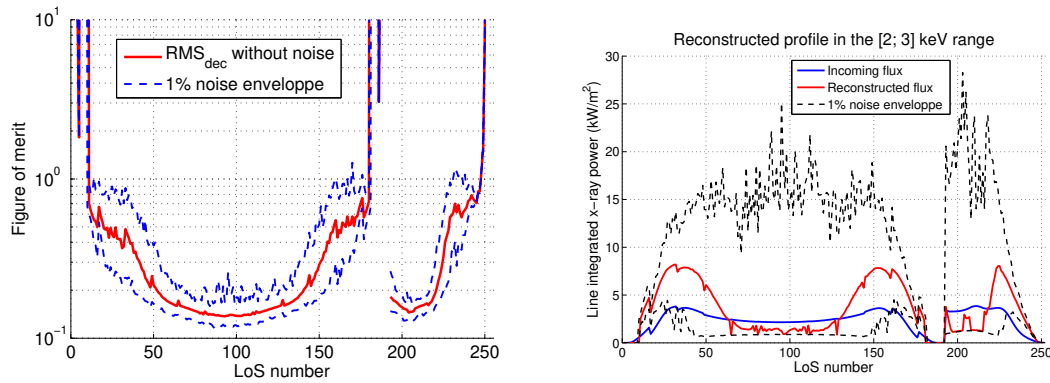 10^1
10^0
10^-1
Figure of merit
RMS_dec without noise
1% noise enveloppe
0 50 100 150 200 250
LoS number
Reconstructed profile in the [2; 3] keV range
Line integrated x-ray power (kW/m^2)
30
25
20
15
10
5
0
Incoming flux
Reconstructed flux
1% noise enveloppe
0 50 100 150 200 250
LoS number